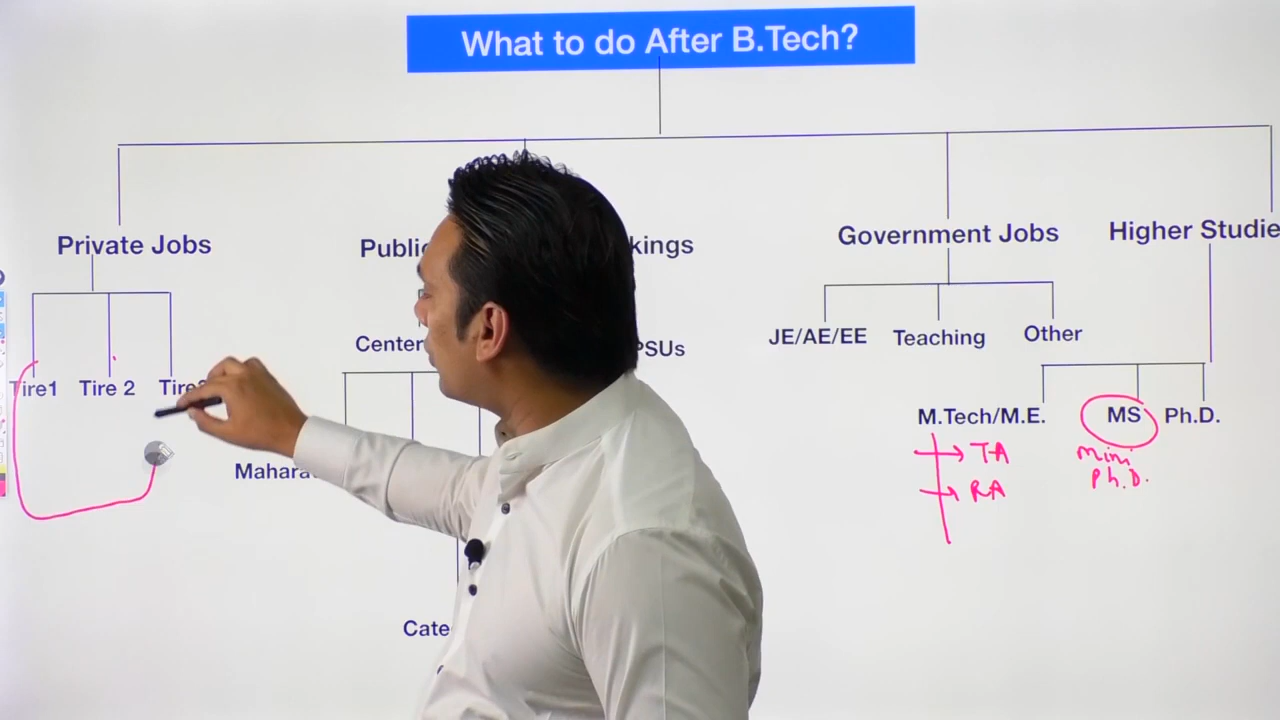 What to do After B.Tech?
Private Jobs
Public
kings
Government Jobs
Higher Studie
Tire1
Tire 2
Tire3
Center
PSUs
JE/AE/EE
Teaching
Other
M.Tech/M.E.
MS
Ph.D.
TA
RA
mini
Ph.D.
Mahara
Cate